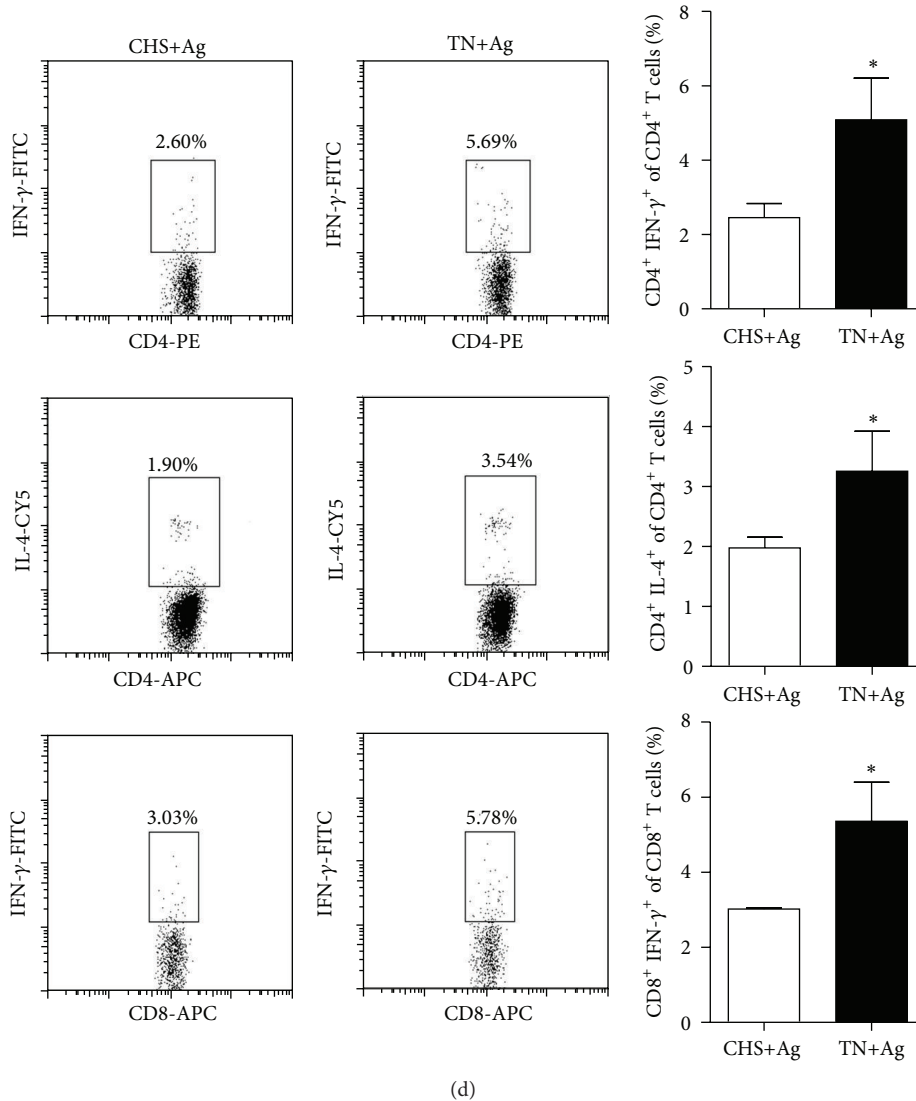 CHS+Ag
TN+Ag
IFN-γ-FITC
2.60%
CD4-PE
IFN-γ-FITC
5.69%
CD4-PE
CD4⁺ IFN-γ⁺ of CD4⁺ T cells (%)
8
6
4
2
0
*
CHS+Ag
TN+Ag
IL-4-CY5
1.90%
CD4-APC
IL-4-CY5
3.54%
CD4-APC
CD4⁺ IL-4⁺ of CD4⁺ T cells (%)
5
4
3
2
1
0
*
CHS+Ag
TN+Ag
IFN-γ-FITC
3.03%
CD8-APC
IFN-γ-FITC
5.78%
CD8-APC
CD8⁺ IFN-γ⁺ of CD8⁺ T cells (%)
8
6
4
2
0
*
CHS+Ag
TN+Ag
(d)